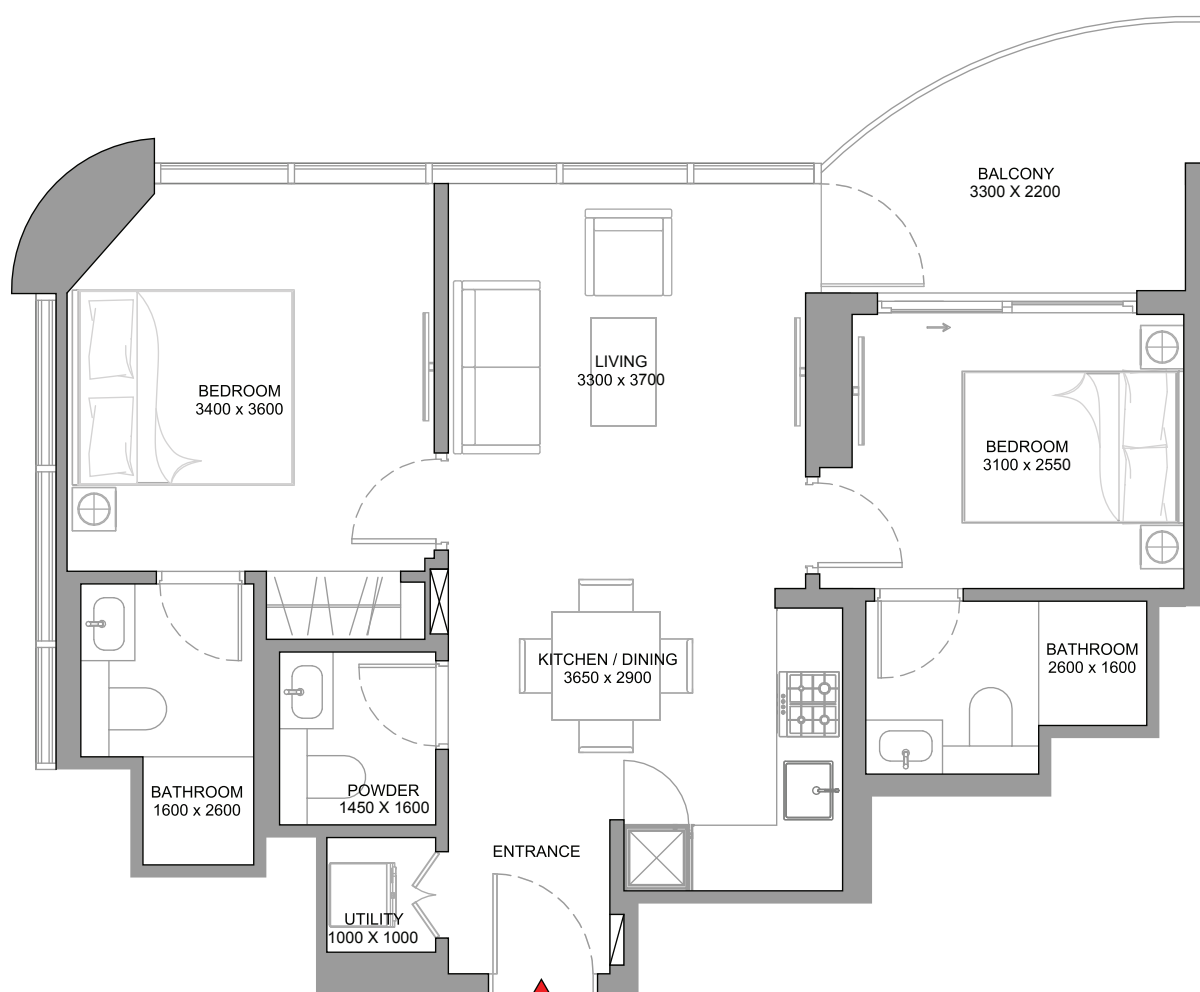 BALCONY
3300 X 2200
LIVING
3300 x 3700
BEDROOM
3400 x 3600
BEDROOM
3100 x 2550
KITCHEN / DINING
3650 x 2900
BATHROOM
2600 x 1600
BATHROOM
1600 x 2600
POWDER
1450 X 1600
ENTRANCE
UTILITY
1000 X 1000